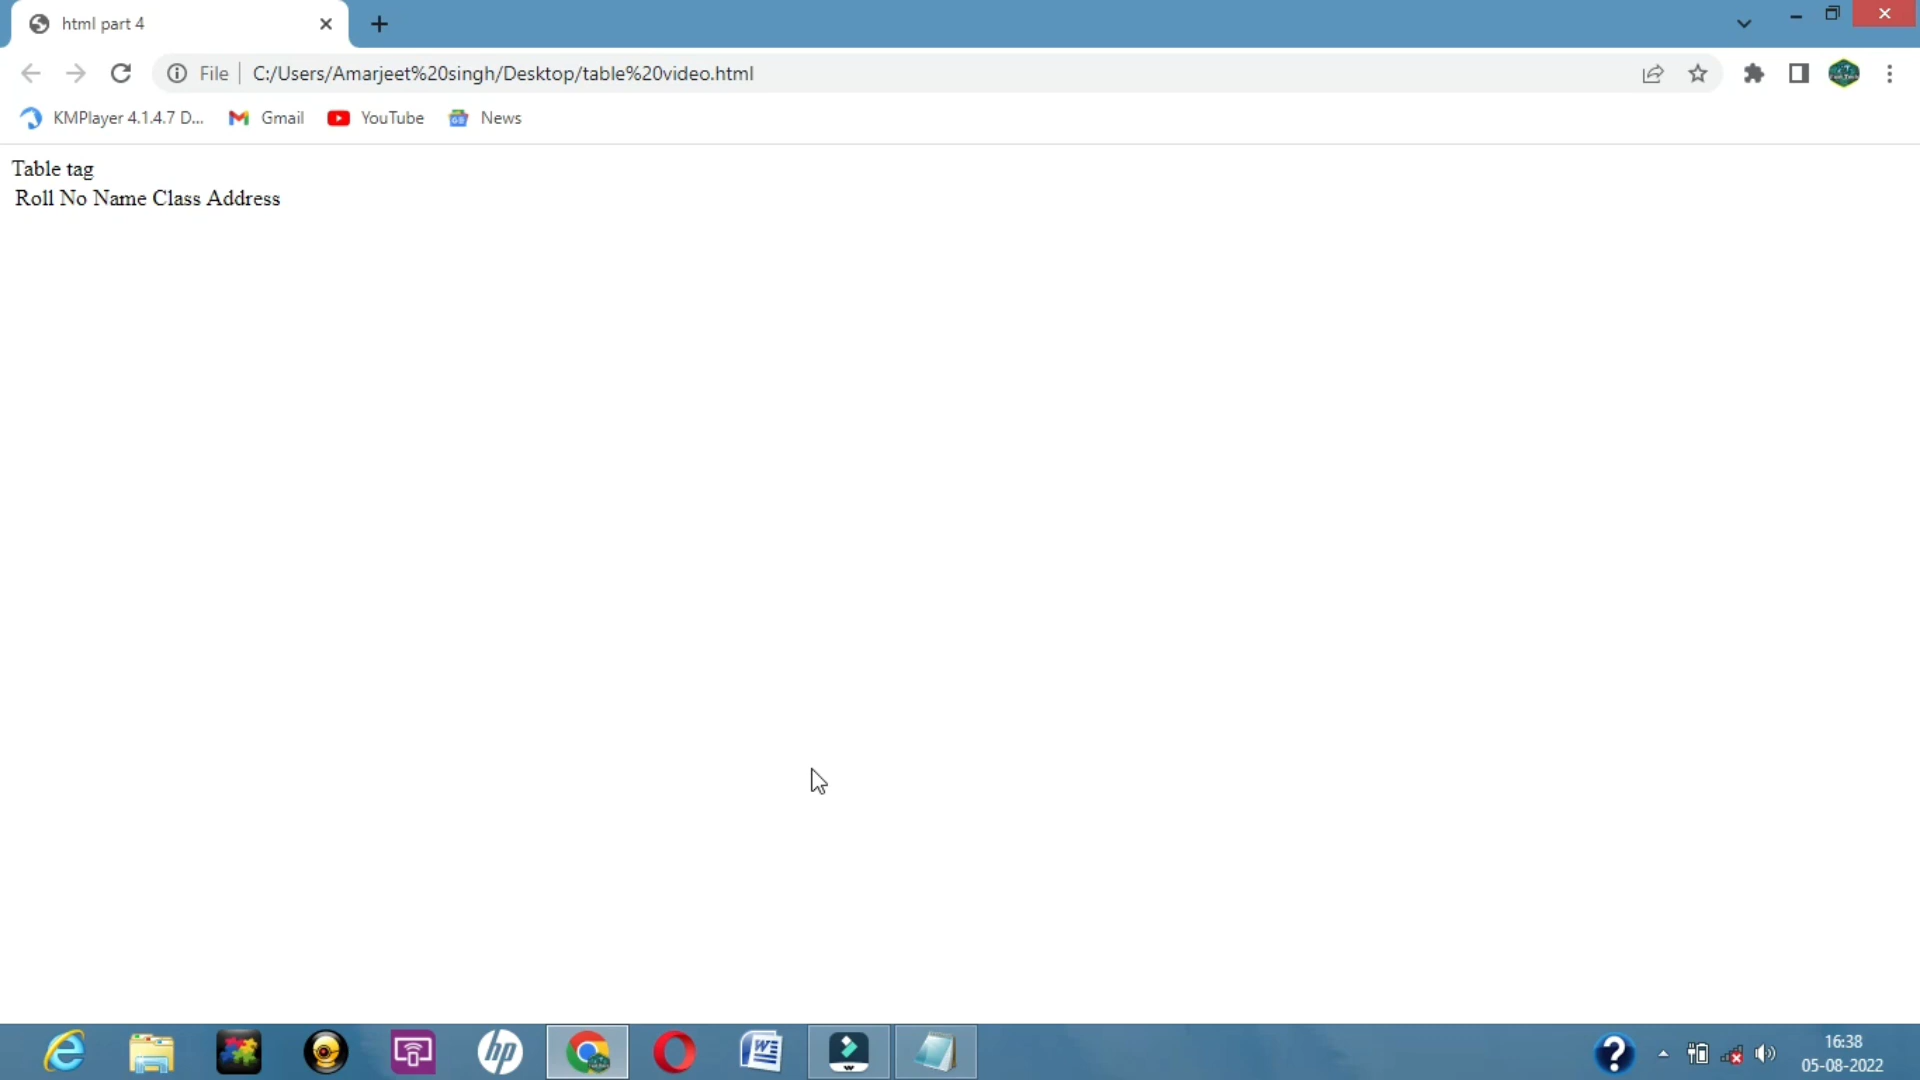 html part 4
File C:/Users/Amarjeet%20singh/Desktop/table%20video.html
KMPlayer 4.1.4.7 D... Gmail YouTube News
Table tag
Roll No Name Class Address
hp
16:38
05-08-2022